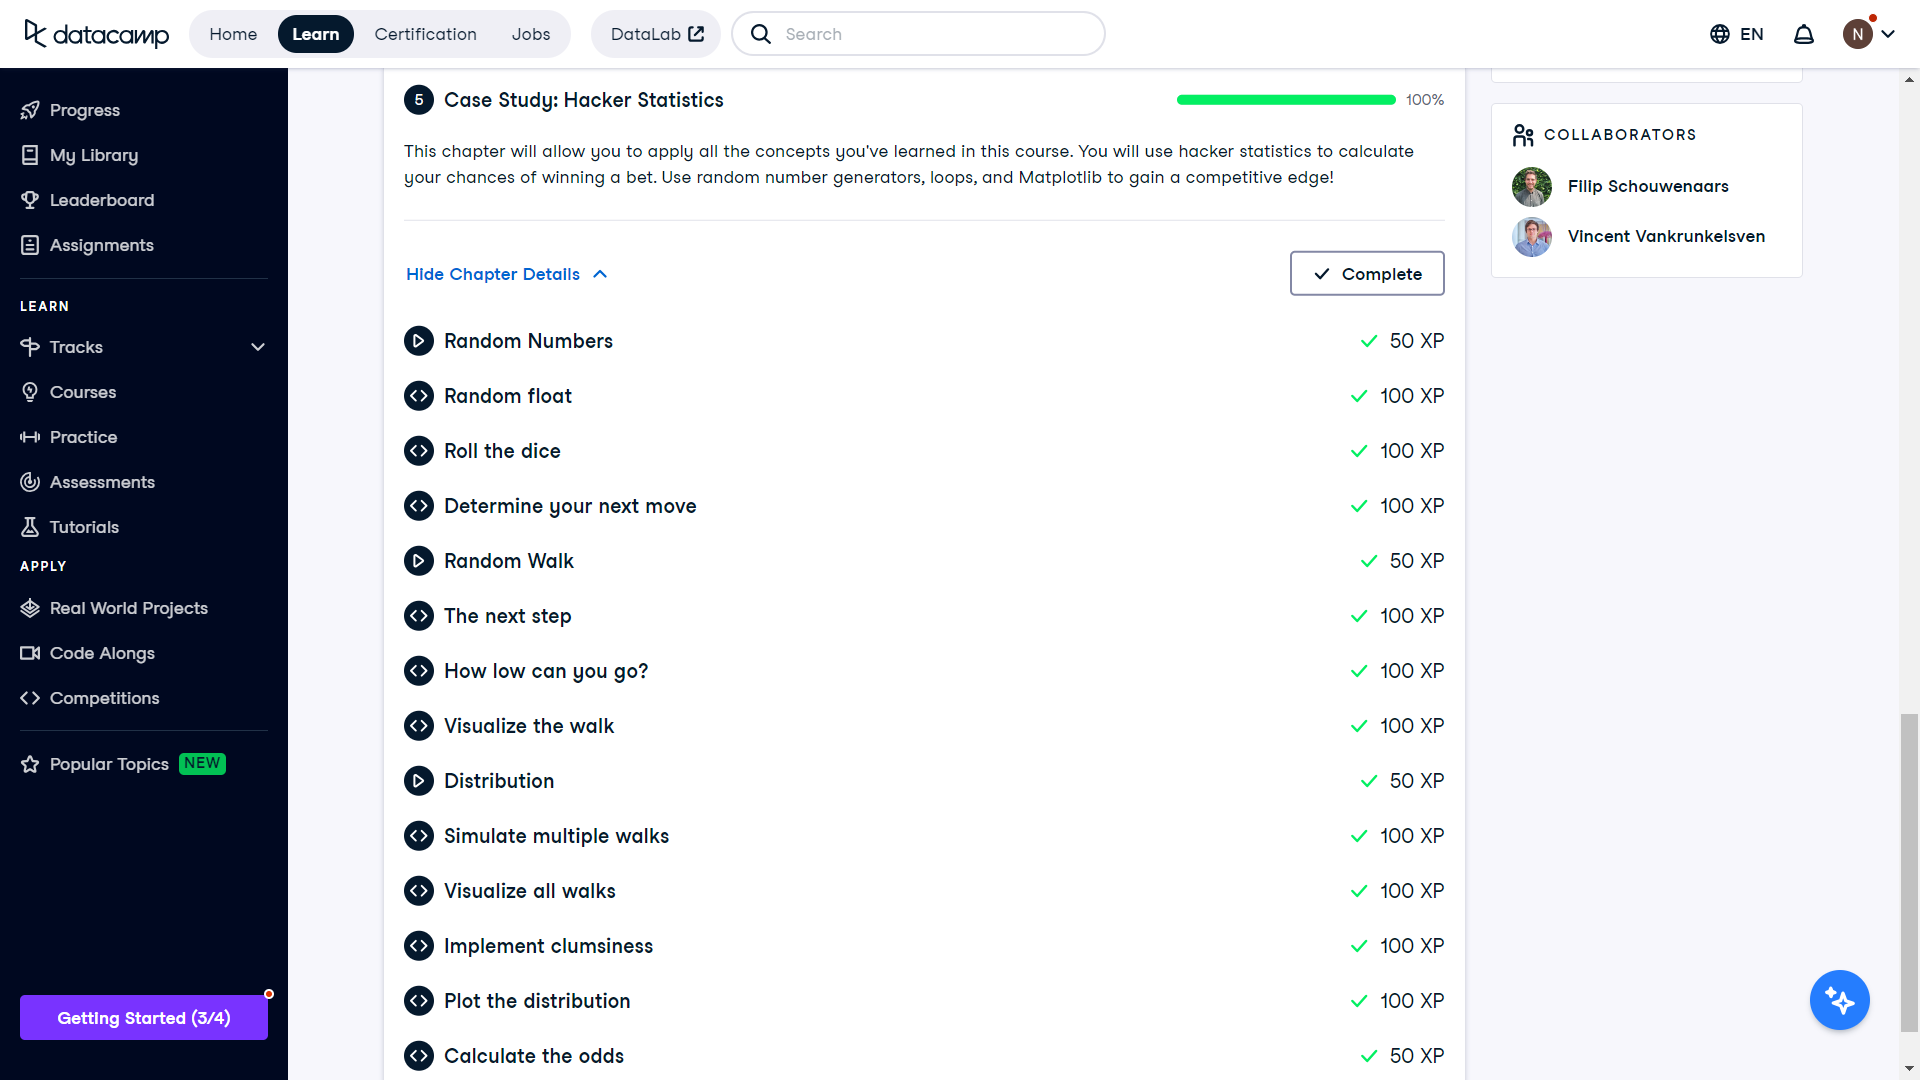 datacamp
Home
Learn
Certification
Jobs
DataLab
Search
EN
N
Progress
My Library
Leaderboard
Assignments
LEARN
Tracks
Courses
Practice
Assessments
Tutorials
APPLY
Real World Projects
Code Alongs
Competitions
Popular Topics NEW
Getting Started (3/4)
5 Case Study: Hacker Statistics 100%
This chapter will allow you to apply all the concepts you've learned in this course. You will use hacker statistics to calculate
your chances of winning a bet. Use random number generators, loops, and Matplotlib to gain a competitive edge!
Hide Chapter Details
Complete
Random Numbers 50 XP
Random float 100 XP
Roll the dice 100 XP
Determine your next move 100 XP
Random Walk 50 XP
The next step 100 XP
How low can you go? 100 XP
Visualize the walk 100 XP
Distribution 50 XP
Simulate multiple walks 100 XP
Visualize all walks 100 XP
Implement clumsiness 100 XP
Plot the distribution 100 XP
Calculate the odds 50 XP
COLLABORATORS
Filip Schouwenaars
Vincent Vankrunkelsven